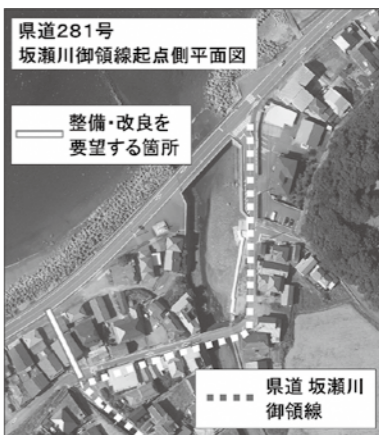 県道281号
坂瀬川御領線起点側平面図
整備・改良を
要望する箇所
県道 坂瀬川
御領線